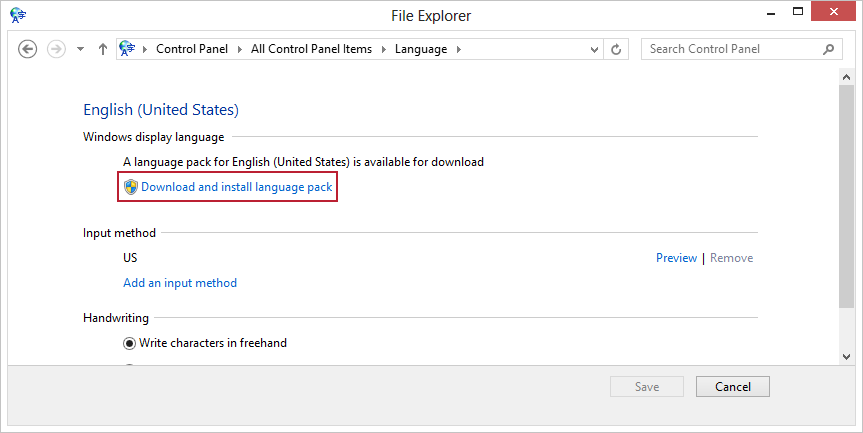 File Explorer
Control Panel All Control Panel Items Language Search Control Panel
English (United States)
Windows display language
A language pack for English (United States) is available for download
Download and install language pack
Input method
US Preview | Remove
Add an input method
Handwriting
Write characters in freehand
Save Cancel